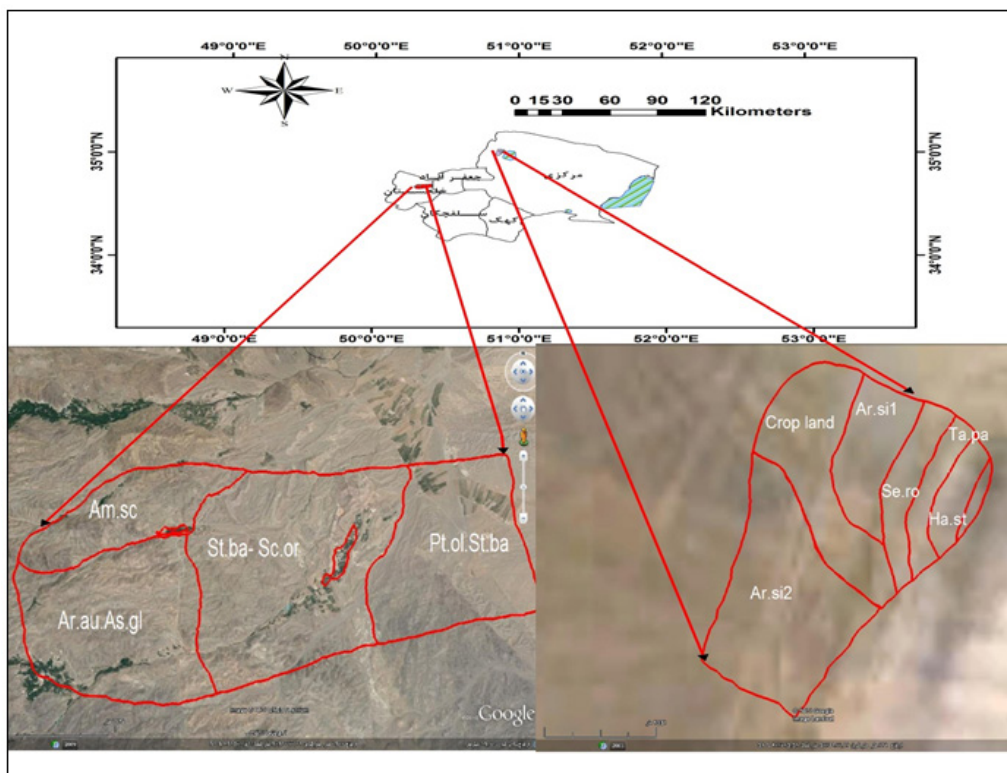 49°0'0"E 50°0'0"E 51°0'0"E 52°0'0"E 53°0'0"E
N
W E
S
0 15 30 60 90 120
Kilometers
35°0'0"N 35°0'0"N
جعفر آباد
مرکزی
خلجستان
سلفچگان
کهک
34°0'0"N 34°0'0"N
49°0'0"E 50°0'0"E 51°0'0"E 52°0'0"E 53°0'0"E
Am.sc
St.ba- Sc.or
Pt.ol.St.ba
Ar.au.As.gl
Google
Crop land
Ar.si1
Ta.pa
Se.ro
Ha.st
Ar.si2